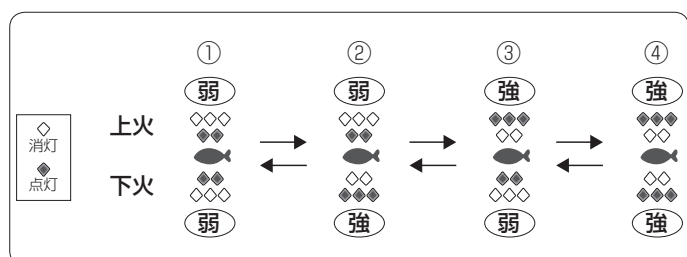 ① ② ③ ④
弱 弱 強 強
上火
消灯
点灯
下火
弱 強 弱 強